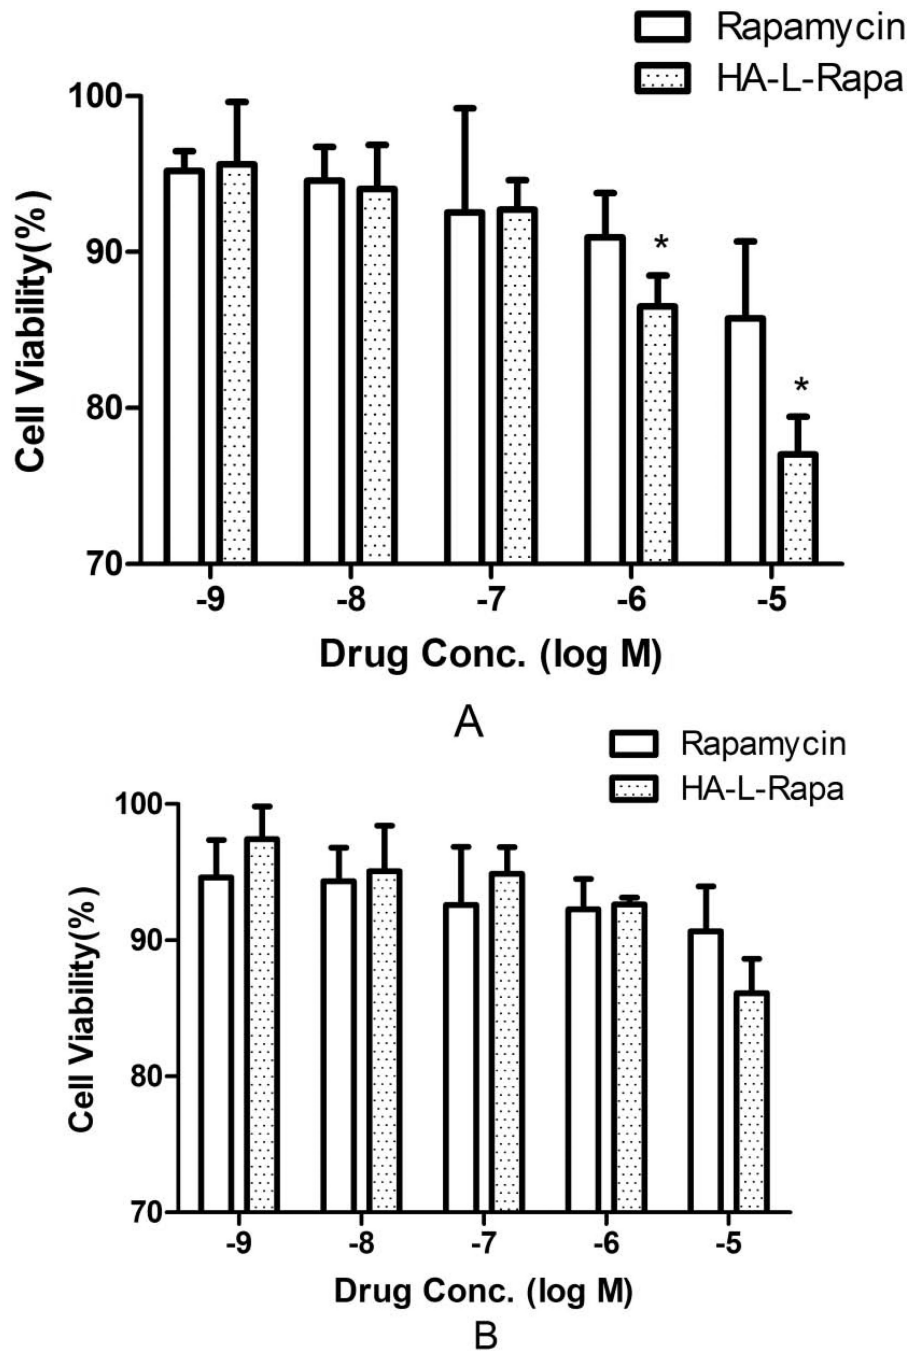 Rapamycin
HA-L-Rapa
100
90
80
70
Cell Viability(%)
*
*
-9 -8 -7 -6 -5
Drug Conc. (log M)
A
Rapamycin
HA-L-Rapa
100
90
80
70
Cell Viability(%)
-9 -8 -7 -6 -5
Drug Conc. (log M)
B